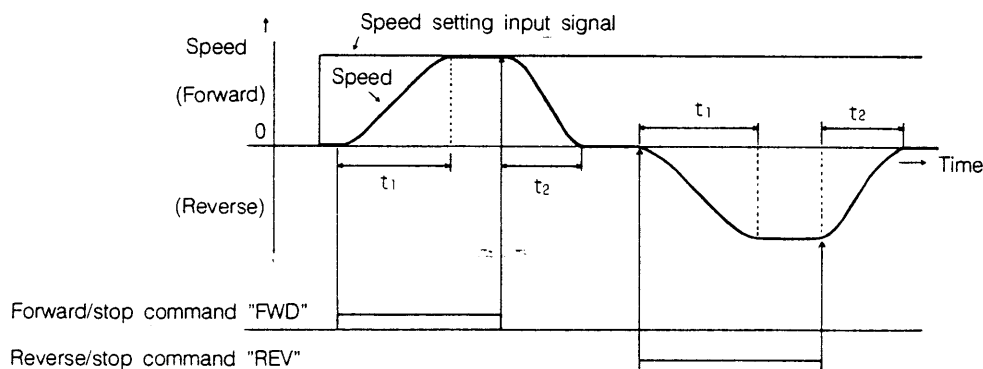 Speed setting input signal
Speed
Speed
(Forward)
t1
t2
0
t1
t2
Time
(Reverse)
Forward/stop command "FWD"
Reverse/stop command "REV"